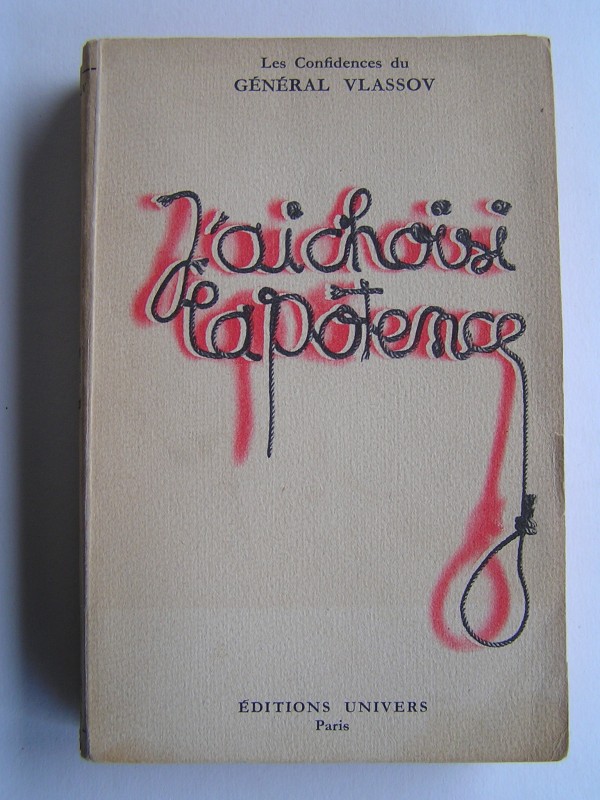 Les Confidences du
GÉNÉRAL VLASSOV
J'ai choisi
la potence
ÉDITIONS UNIVERS
Paris